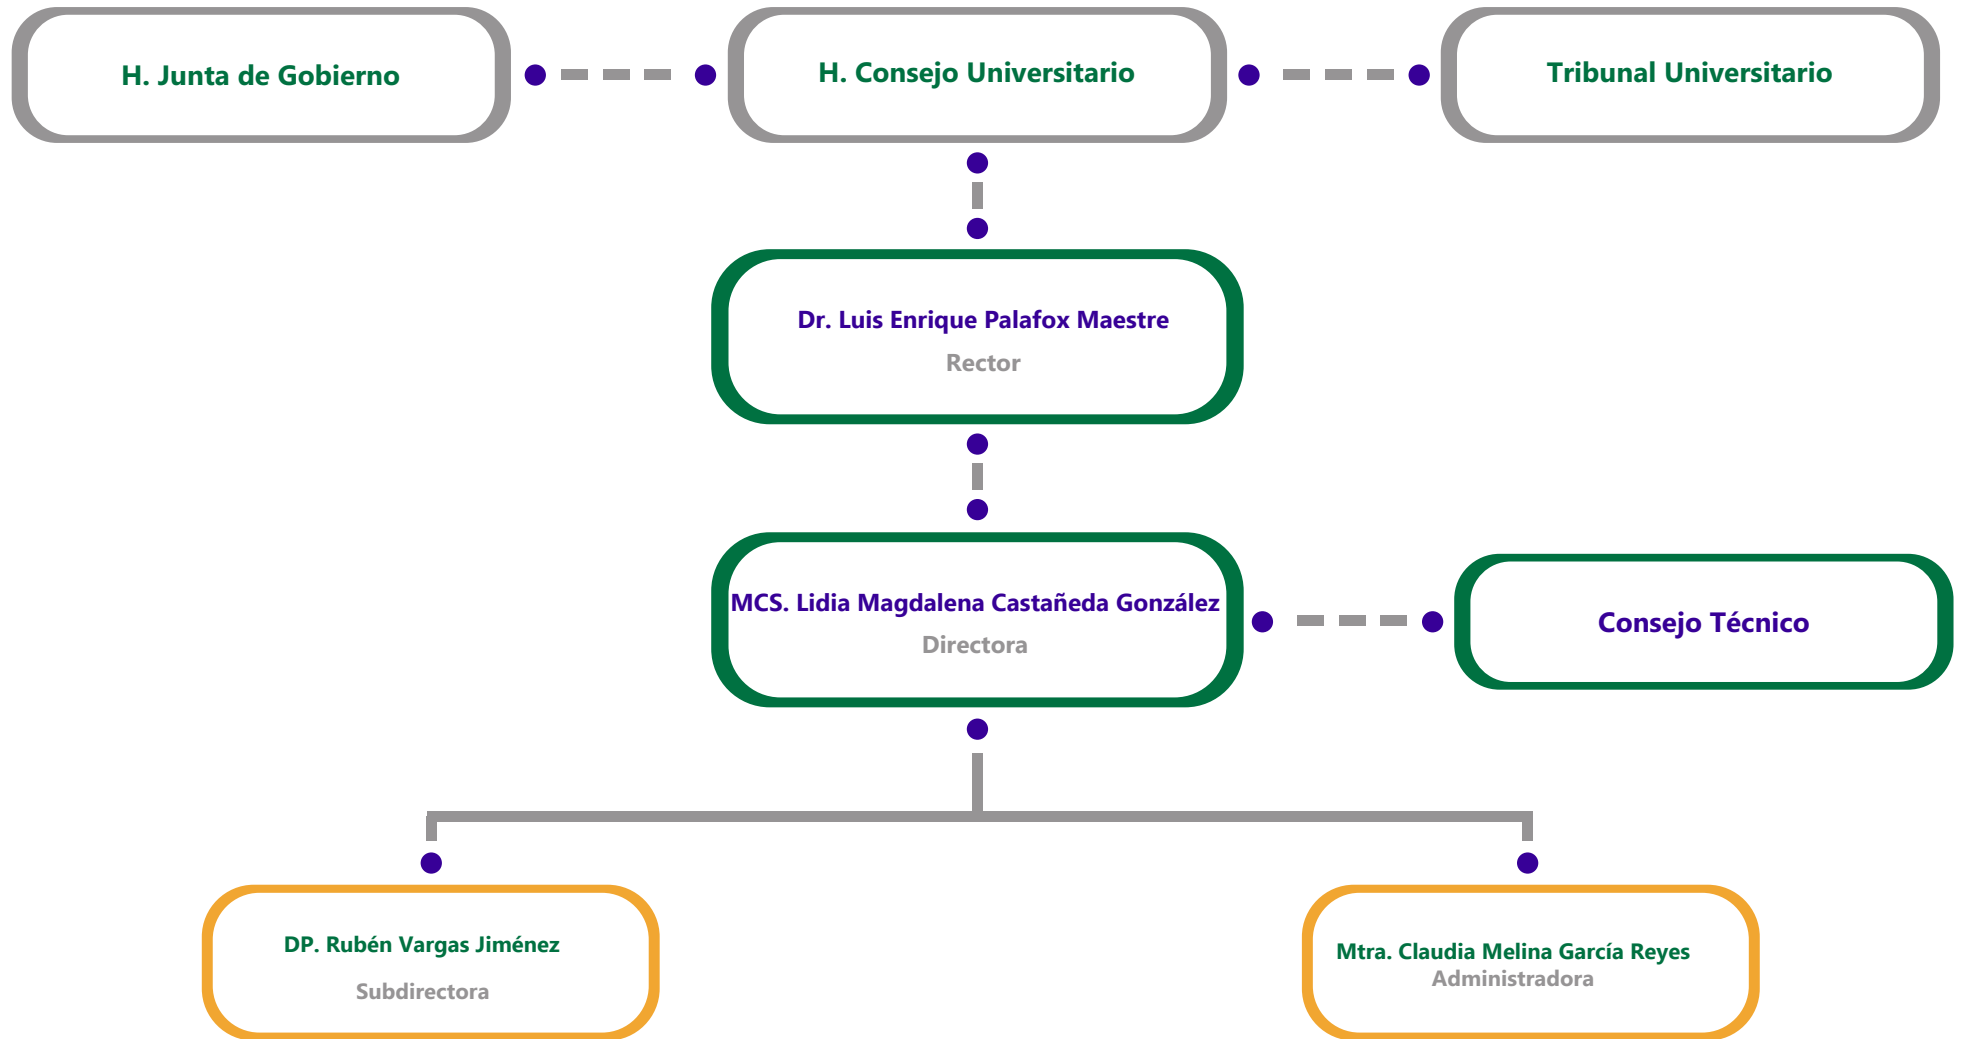 H. Junta de Gobierno
H. Consejo Universitario
Tribunal Universitario
Dr. Luis Enrique Palafox Maestre
Rector
MCS. Lidia Magdalena Castañeda González
Directora
Consejo Técnico
DP. Rubén Vargas Jiménez
Subdirectora
Mtra. Claudia Melina García Reyes
Administradora